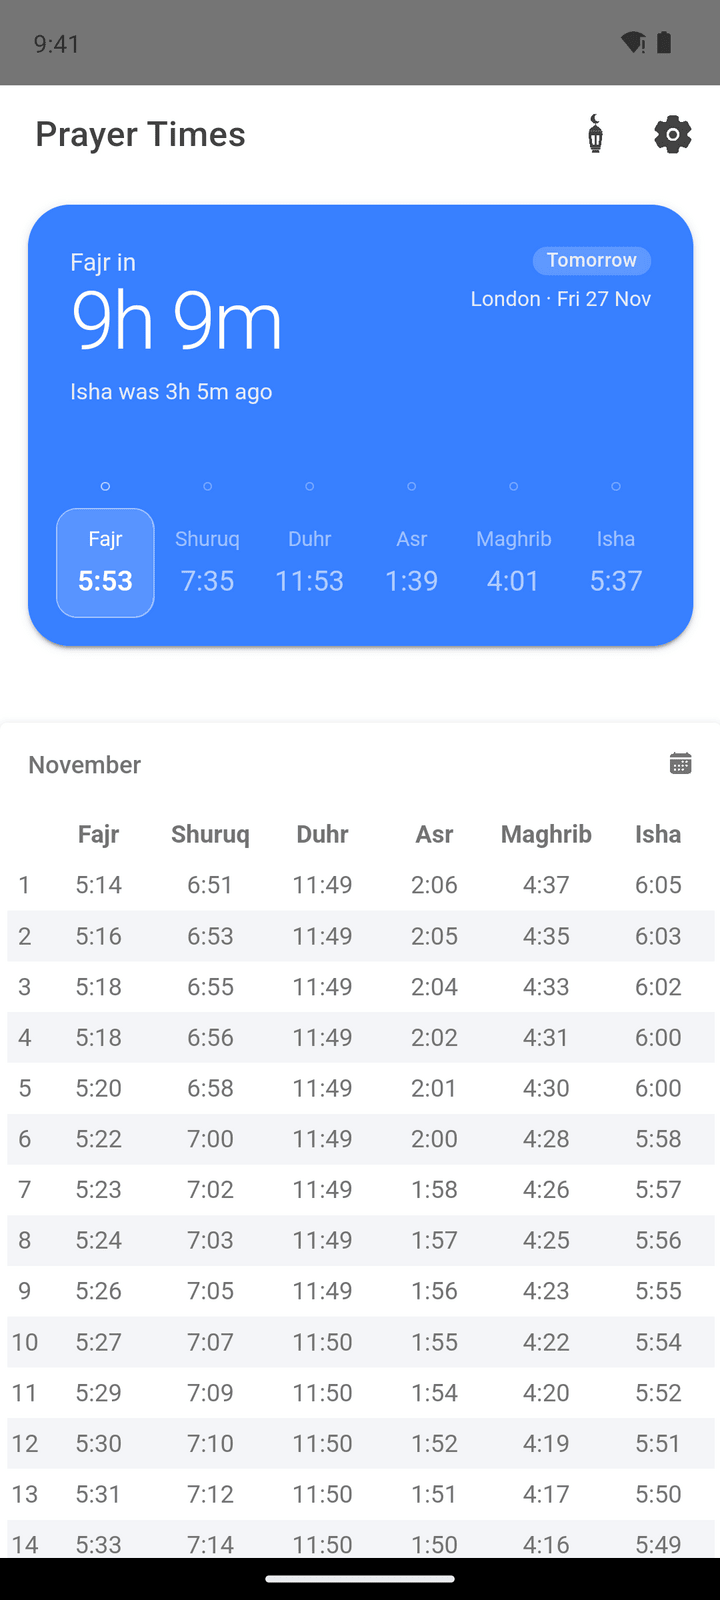 9:41
Prayer Times
Fajr in
Tomorrow
9h 9m
London · Fri 27 Nov
Isha was 3h 5m ago
Fajr Shuruq Duhr Asr Maghrib Isha
5:53 7:35 11:53 1:39 4:01 5:37
November
Fajr Shuruq Duhr Asr Maghrib Isha
1 5:14 6:51 11:49 2:06 4:37 6:05
2 5:16 6:53 11:49 2:05 4:35 6:03
3 5:18 6:55 11:49 2:04 4:33 6:02
4 5:18 6:56 11:49 2:02 4:31 6:00
5 5:20 6:58 11:49 2:01 4:30 6:00
6 5:22 7:00 11:49 2:00 4:28 5:58
7 5:23 7:02 11:49 1:58 4:26 5:57
8 5:24 7:03 11:49 1:57 4:25 5:56
9 5:26 7:05 11:49 1:56 4:23 5:55
10 5:27 7:07 11:50 1:55 4:22 5:54
11 5:29 7:09 11:50 1:54 4:20 5:52
12 5:30 7:10 11:50 1:52 4:19 5:51
13 5:31 7:12 11:50 1:51 4:17 5:50
14 5:33 7:14 11:50 1:50 4:16 5:49